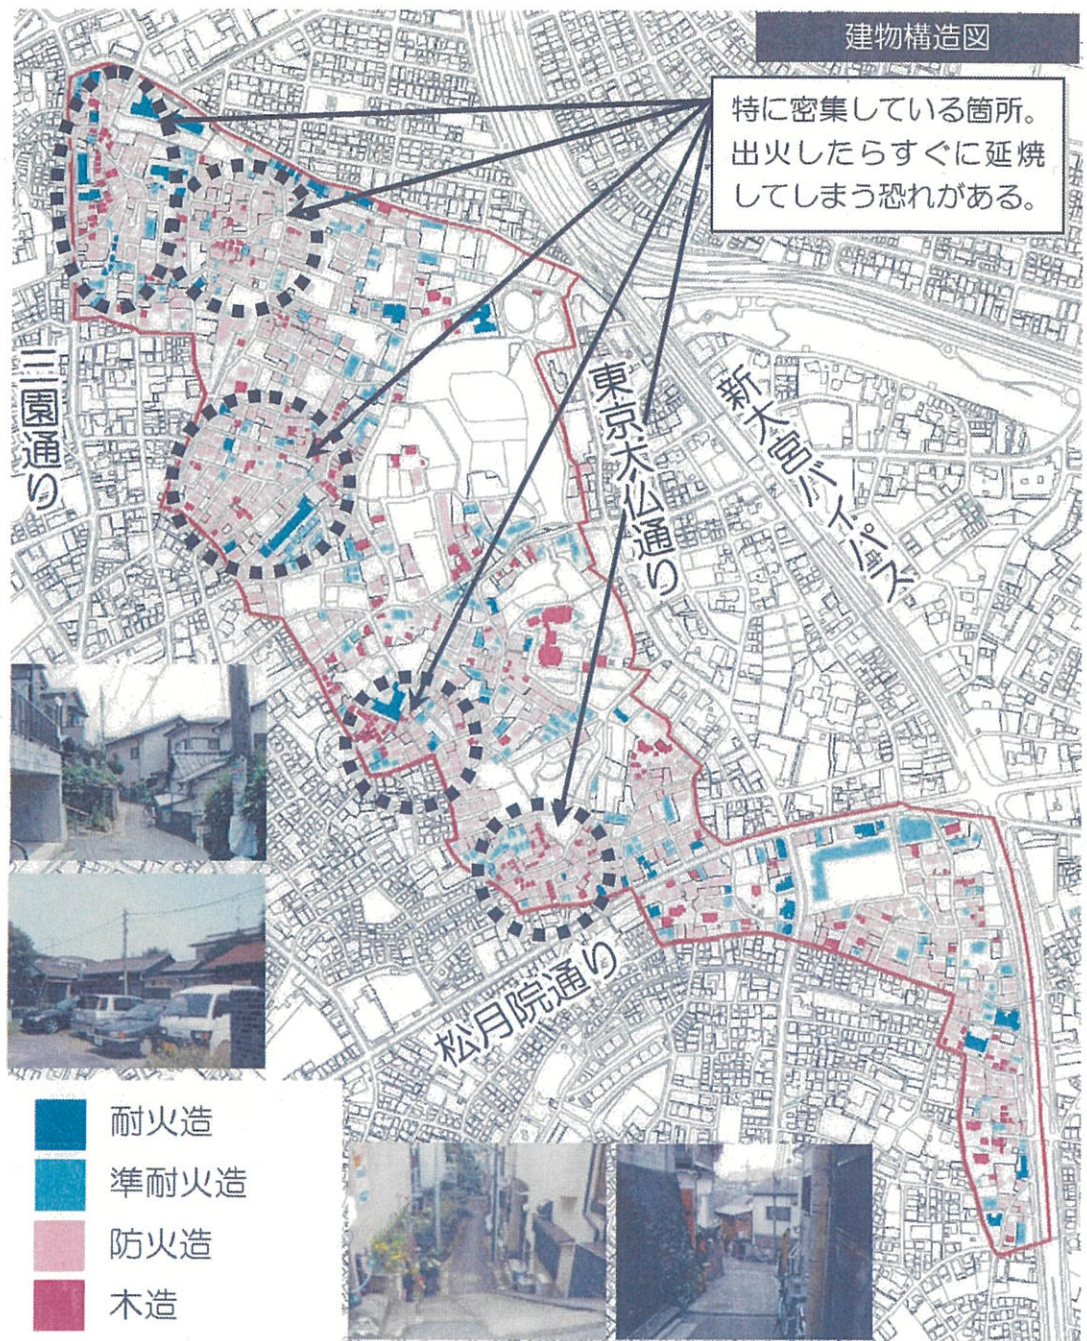 建物構造図
特に密集している箇所。
出火したらすぐに延焼
してしまう恐れがある。
三園通り
東京大仏通り
新大宮バイパス
松月院通り
耐火造
準耐火造
防火造
木造